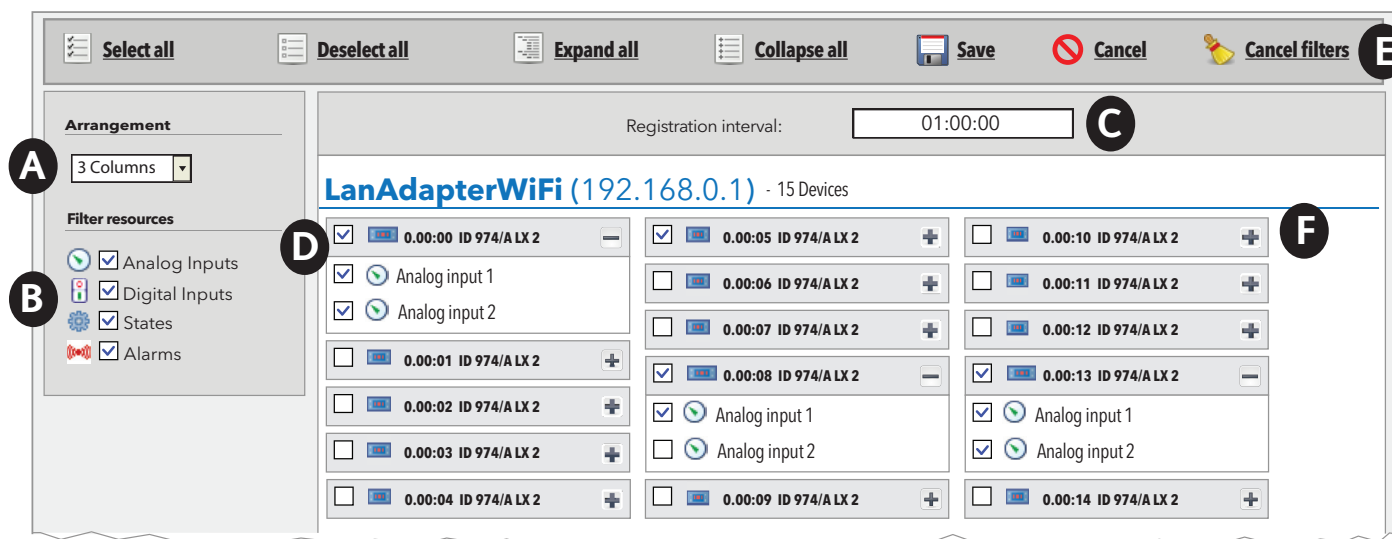 Select all Deselect all Expand all Collapse all Save Cancel Cancel filters E
Arrangement
Registration interval: 01:00:00 C
A 3 Columns
LanAdapterWiFi (192.168.0.1) - 15 Devices
Filter resources
D 0.00:00 ID 974/A LX 2
0.00:05 ID 974/A LX 2
0.00:10 ID 974/A LX 2 F
B
Analog Inputs
Digital Inputs
States
Alarms
Analog input 1
Analog input 2
0.00:01 ID 974/A LX 2
0.00:02 ID 974/A LX 2
0.00:03 ID 974/A LX 2
0.00:04 ID 974/A LX 2
0.00:06 ID 974/A LX 2
0.00:07 ID 974/A LX 2
0.00:08 ID 974/A LX 2
Analog input 1
Analog input 2
0.00:09 ID 974/A LX 2
0.00:11 ID 974/A LX 2
0.00:12 ID 974/A LX 2
0.00:13 ID 974/A LX 2
Analog input 1
Analog input 2
0.00:14 ID 974/A LX 2